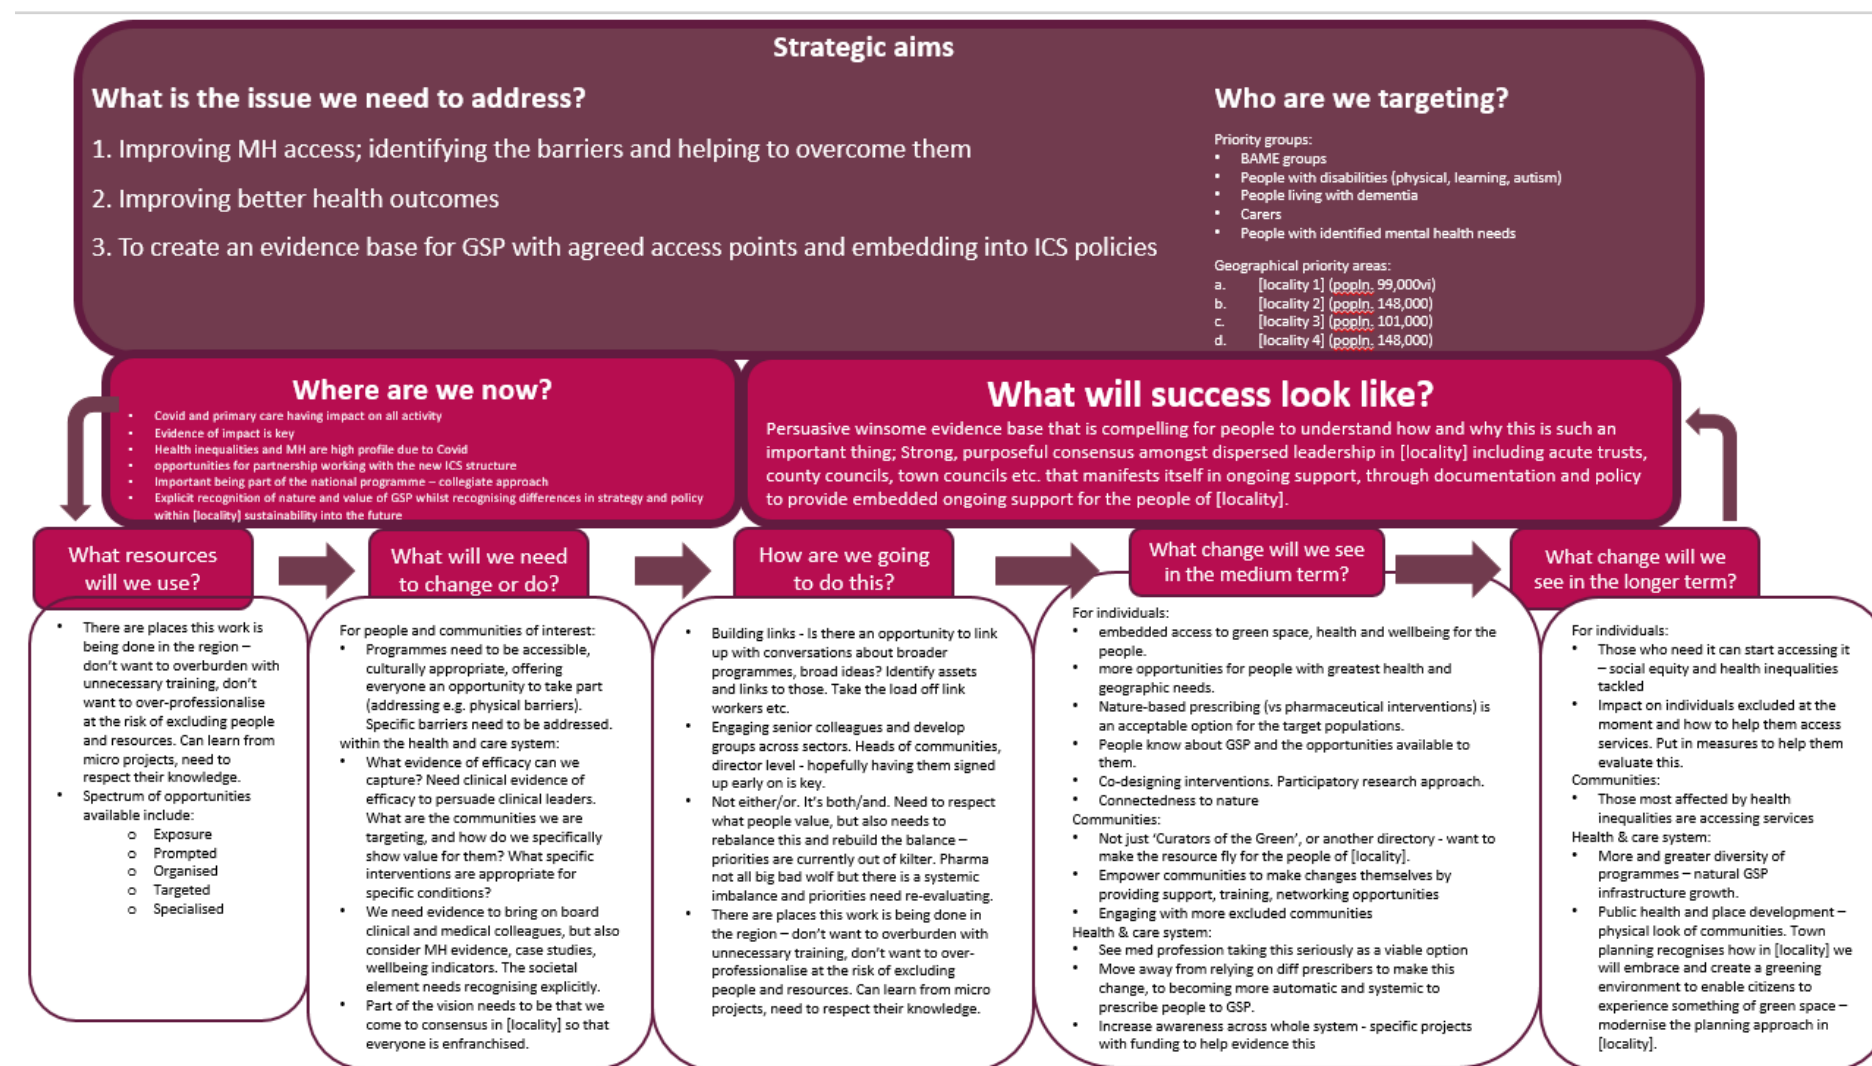 Strategic aims
What is the issue we need to address?
1. Improving MH access; identifying the barriers and helping to overcome them
2. Improving better health outcomes
3. To create an evidence base for GSP with agreed access points and embedding into ICS policies
Who are we targeting?
Priority groups:
• BAME groups
• People with disabilities (physical, learning, autism)
• People living with dementia
• Carers
• People with identified mental health needs
Geographical priority areas:
a. [locality 1] (popln. 99,000vi)
b. [locality 2] (popln. 148,000)
c. [locality 3] (popln. 101,000)
d. [locality 4] (popln. 148,000)
Where are we now?
• Covid and primary care having impact on all activity
• Evidence of impact is key
• Health inequalities and MH are high profile due to Covid
• opportunities for partnership working with the new ICS structure
• Important being part of the national programme – collegiate approach
• Explicit recognition of nature and value of GSP whilst recognising differences in strategy and policy
within [locality] sustainability into the future
What will success look like?
Persuasive winsome evidence base that is compelling for people to understand how and why this is such an
important thing; Strong, purposeful consensus amongst dispersed leadership in [locality] including acute trusts,
county councils, town councils etc. that manifests itself in ongoing support, through documentation and policy
to provide embedded ongoing support for the people of [locality].
What resources
will we use?
• There are places this work is
being done in the region –
don't want to overburden with
unnecessary training, don't
want to over-professionalise
at the risk of excluding people
and resources. Can learn from
micro projects, need to
respect their knowledge.
• Spectrum of opportunities
available include:
o Exposure
o Prompted
o Organised
o Targeted
o Specialised
What will we need
to change or do?
For people and communities of interest:
• Programmes need to be accessible,
culturally appropriate, offering
everyone an opportunity to take part
(addressing e.g. physical barriers).
Specific barriers need to be addressed.
within the health and care system:
• What evidence of efficacy can we
capture? Need clinical evidence of
efficacy to persuade clinical leaders.
What are the communities we are
targeting, and how do we specifically
show value for them? What specific
interventions are appropriate for
specific conditions?
• We need evidence to bring on board
clinical and medical colleagues, but also
consider MH evidence, case studies,
wellbeing indicators. The societal
element needs recognising explicitly.
• Part of the vision needs to be that we
come to consensus in [locality] so that
everyone is enfranchised.
How are we going
to do this?
• Building links - Is there an opportunity to link
up with conversations about broader
programmes, broad ideas? Identify assets
and links to those. Take the load off link
workers etc.
• Engaging senior colleagues and develop
groups across sectors. Heads of communities,
director level - hopefully having them signed
up early on is key.
• Not either/or. It's both/and. Need to respect
what people value, but also needs to
rebalance this and rebuild the balance –
priorities are currently out of kilter. Pharma
not all big bad wolf but there is a systemic
imbalance and priorities need re-evaluating.
• There are places this work is being done in
the region – don't want to overburden with
unnecessary training, don't want to over-
professionalise at the risk of excluding
people and resources. Can learn from micro
projects, need to respect their knowledge.
What change will we see
in the medium term?
For individuals:
• embedded access to green space, health and wellbeing for the
people.
• more opportunities for people with greatest health and
geographic needs.
• Nature-based prescribing (vs pharmaceutical interventions) is
an acceptable option for the target populations.
• People know about GSP and the opportunities available to
them.
• Co-designing interventions. Participatory research approach.
• Connectedness to nature
Communities:
• Not just 'Curators of the Green', or another directory - want to
make the resource fly for the people of [locality].
• Empower communities to make changes themselves by
providing support, training, networking opportunities
• Engaging with more excluded communities
Health & care system:
• See med profession taking this seriously as a viable option
• Move away from relying on diff prescribers to make this
change, to becoming more automatic and systemic to
prescribe people to GSP.
• Increase awareness across whole system - specific projects
with funding to help evidence this
What change will we
see in the longer term?
For individuals:
• Those who need it can start accessing it
– social equity and health inequalities
tackled
• Impact on individuals excluded at the
moment and how to help them access
services. Put in measures to help them
evaluate this.
Communities:
• Those most affected by health
inequalities are accessing services
Health & care system:
• More and greater diversity of
programmes – natural GSP
infrastructure growth.
• Public health and place development –
physical look of communities. Town
planning recognises how in [locality] we
will embrace and create a greening
environment to enable citizens to
experience something of green space –
modernise the planning approach in
[locality].